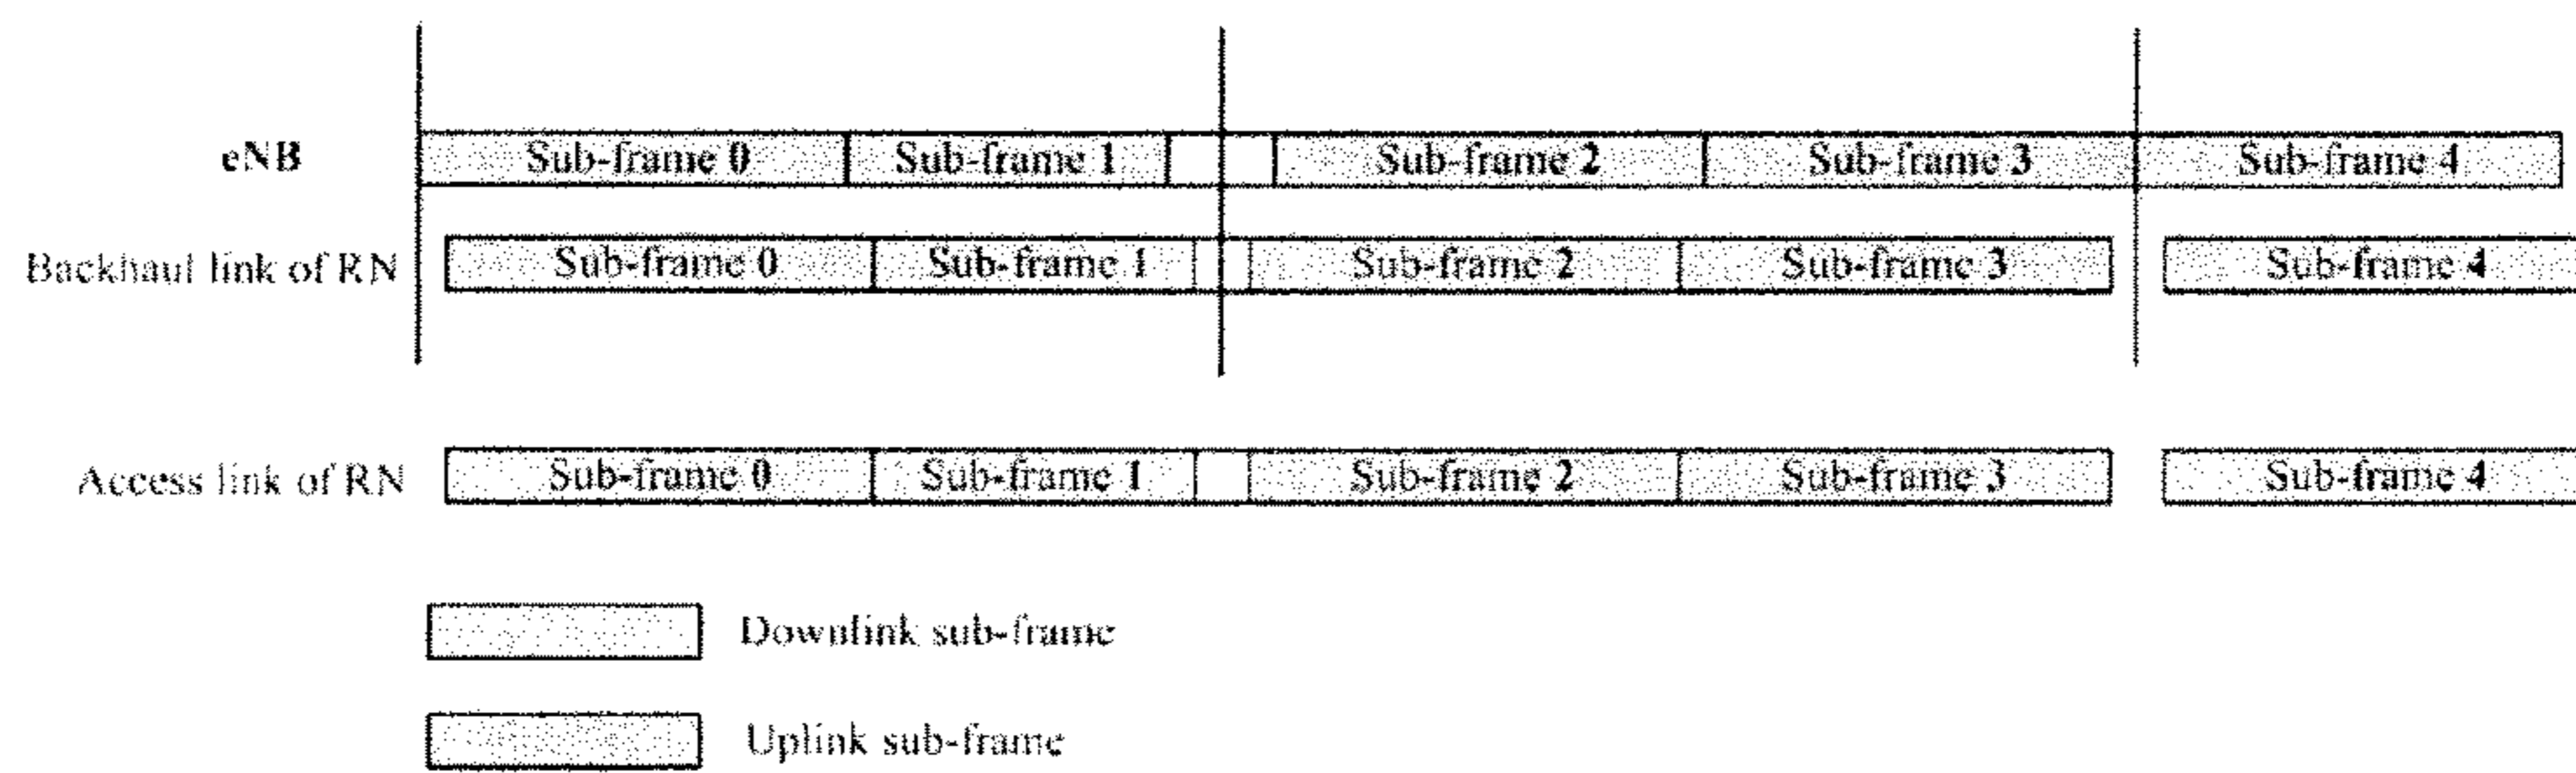 eNB Sub-frame 0 Sub-frame 1 Sub-frame 2 Sub-frame 3 Sub-frame 4
Backhaul link of RN Sub-frame 0 Sub-frame 1 Sub-frame 2 Sub-frame 3 Sub-frame 4
Access link of RN Sub-frame 0 Sub-frame 1 Sub-frame 2 Sub-frame 3 Sub-frame 4
Downlink sub-frame
Uplink sub-frame